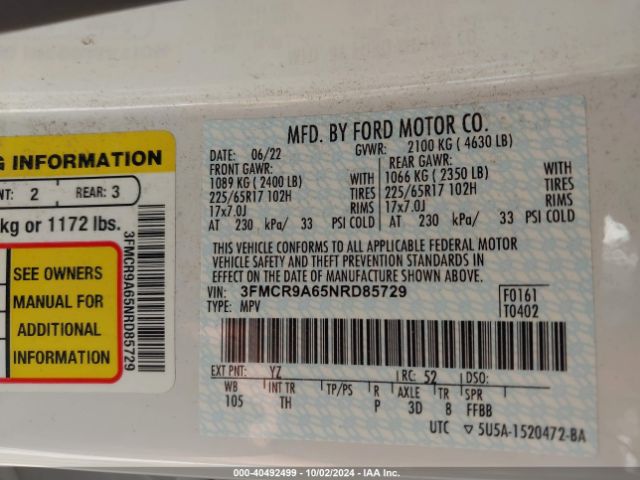 G INFORMATION
NT: 2 REAR: 3
kg or 1172 lbs.
SEE OWNERS
MANUAL FOR
ADDITIONAL
INFORMATION
3FMCR9A65NRD85729
MFD. BY FORD MOTOR CO.
DATE: 06/22 GVWR: 2100 KG ( 4630 LB)
FRONT GAWR: REAR GAWR:
1089 KG ( 2400 LB) WITH 1066 KG ( 2350 LB) WITH
225/65R17 102H TIRES 225/65R17 102H TIRES
17x7.0J RIMS 17x7.0J RIMS
AT 230 kPa/ 33 PSI COLD AT 230 kPa/ 33 PSI COLD
THIS VEHICLE CONFORMS TO ALL APPLICABLE FEDERAL MOTOR
VEHICLE SAFETY AND THEFT PREVENTION STANDARDS IN
EFFECT ON THE DATE OF MANUFACTURE SHOWN ABOVE.
VIN: 3FMCR9A65NRD85729
TYPE: MPV
F0161
T0402
EXT PNT: YZ RC: 52 DSO:
WB INT TR TP/PS R AXLE TR SPR
105 TH P 3D 8 FFBB
UTC ▽ 5U5A-1520472-BA
000-40492499 - 10/02/2024 - IAA Inc.